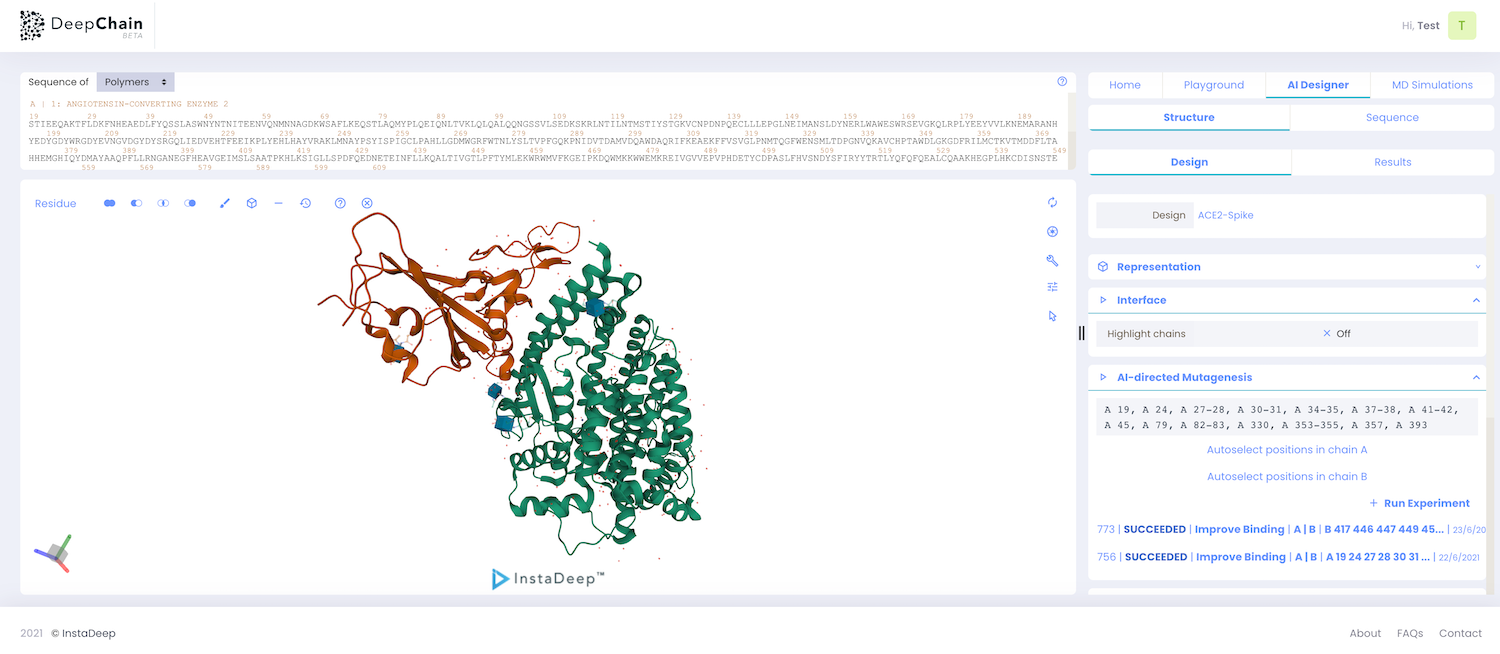 DeepChain
BETA
Hi, Test
T
Sequence of Polymers
A | 1: ANGIOTENSIN-CONVERTING ENZYME 2
19 29 39 49 59 69 79 89 99 109 119 129 139 149 159 169 179 189
STIEEQAKTFLDKFNHEAEDLFYQSSLASWNYNTNITEENVQNMNNAGDKWSAFLKEQSTLAQMYPLQEIQNLTVKLQLQALQQNGSSVLSEDKSKRLNTILNTMSTIYSTGKVCNPDNPQECLLLEPGLNEIMANSLDYNERLWAWESWRSEVGKQLRPLYEEYVVLKNEMARANH
199 209 219 229 239 249 259 269 279 289 299 309 319 329 339 349 359 369
YEDYGDYWRGDYEVNGVDGYDYSRGQLIEDVEHTFEEIKPLYEHLHAYVRAKLMNAYPSYISPIGCLPAHLLGDMWGRFWTNLYSLTVPFGQKPNIDVTDAMVDQAWDAQRIFKEAEKFFVSVGLPNMTQGFWENSMLTDPGNVQKAVCHPTAWDLGKGDFRILMCTKVTMDDFLTA
379 389 399 409 419 429 439 449 459 469 479 489 499 509 519 529 539 549
HHEMGHIQYDMAYAAQPFLLRNGANEGFHEAVGEIMSLSAATPKHLKSIGLLSPDFQEDNETEINFLLKQALTIVGTLPFTYMLEKWRWMVFKGEIPKDQWMKKWWEMKREIVGVVEPVPHDETYCDPASLFHVSNDYSFIRYYTRTLYQFQFQEALCQAAKHEGPLHKCDISNSTE
559 569 579 589 599 609
Residue
InstaDeep™
Home
Playground
AI Designer
MD Simulations
Structure
Sequence
Design
Results
Design ACE2-Spike
Representation
Interface
Highlight chains
Off
AI-directed Mutagenesis
A 19, A 24, A 27-28, A 30-31, A 34-35, A 37-38, A 41-42,
A 45, A 79, A 82-83, A 330, A 353-355, A 357, A 393
Autoselect positions in chain A
Autoselect positions in chain B
+ Run Experiment
773 | SUCCEEDED | Improve Binding | A | B | B 417 446 447 449 45... | 23/6/20
756 | SUCCEEDED | Improve Binding | A | B | A 19 24 27 28 30 31 ... | 22/6/2021
2021 © InstaDeep
About
FAQs
Contact